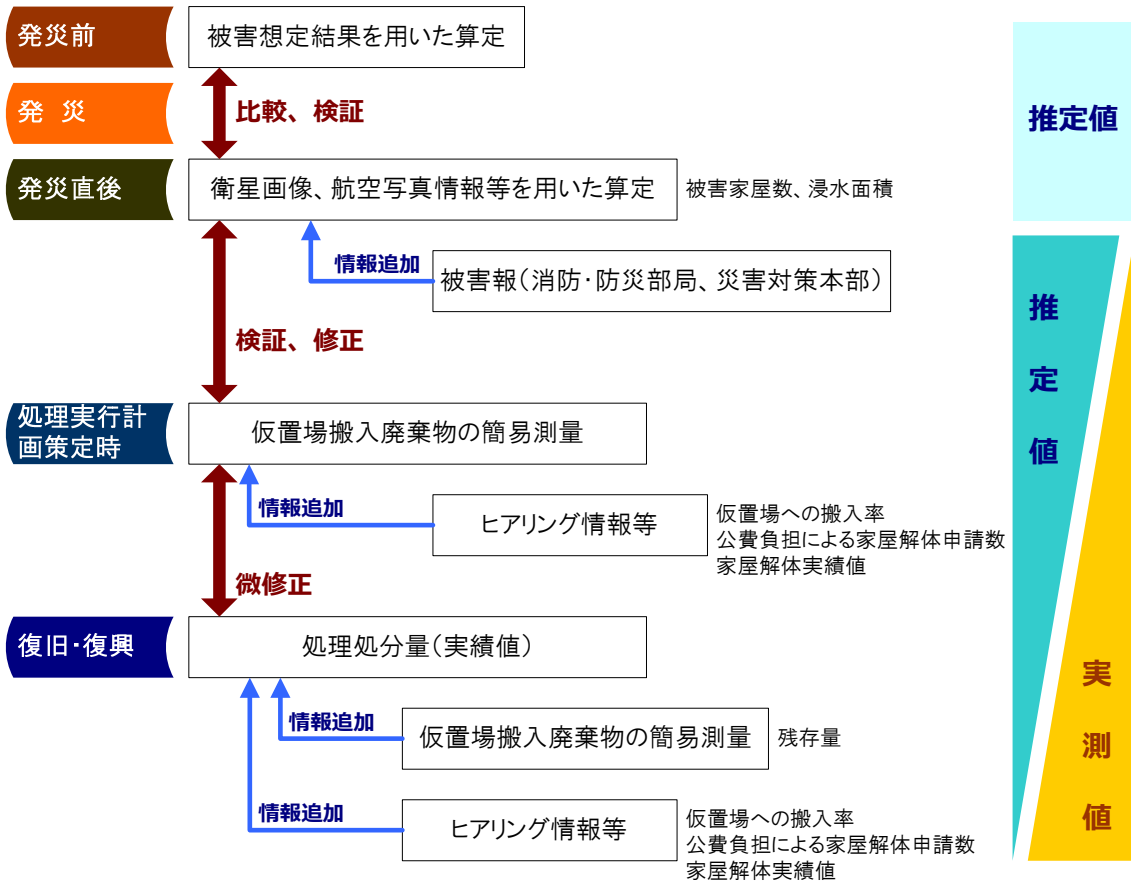 発災前
被害想定結果を用いた算定
推定値
発 災
比較、検証
発災直後
衛星画像、航空写真情報等を用いた算定
被害家屋数、浸水面積
情報追加
被害報（消防・防災部局、災害対策本部）
推定値
検証、修正
処理実行計
画策定時
仮置場搬入廃棄物の簡易測量
情報追加
ヒアリング情報等
仮置場への搬入率
公費負担による家屋解体申請数
家屋解体実績値
微修正
復旧・復興
処理処分量（実績値）
実測値
情報追加
仮置場搬入廃棄物の簡易測量
残存量
情報追加
ヒアリング情報等
仮置場への搬入率
公費負担による家屋解体申請数
家屋解体実績値